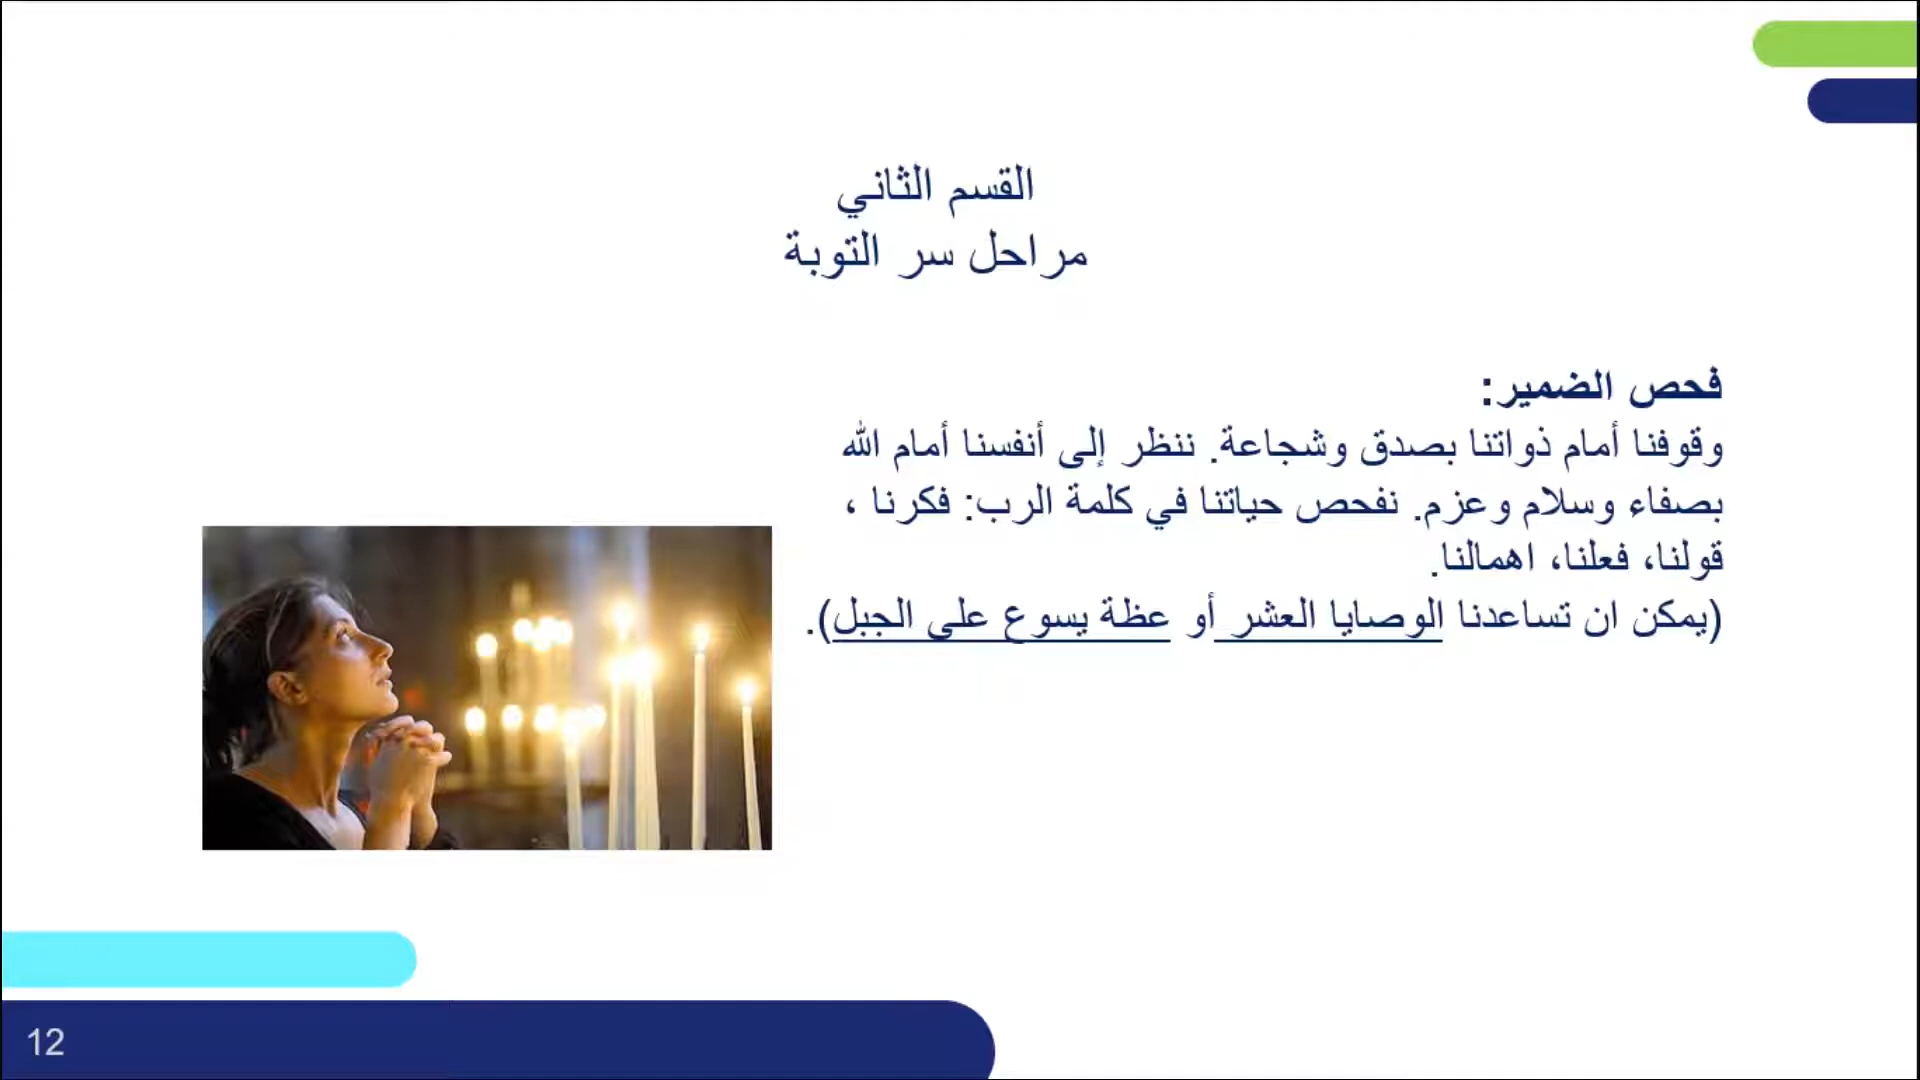 القسم الثاني
مراحل سر التوبة
فحص الضمير:
وقوفنا أمام ذواتنا بصدق وشجاعة. ننظر إلى أنفسنا أمام الله
بصفاء وسلام وعزم. نفحص حياتنا في كلمة الرب: فكرنا ،
قولنا، فعلنا، اهمالنا.
(يمكن ان تساعدنا الوصايا العشر أو عظة يسوع على الجبل).
12